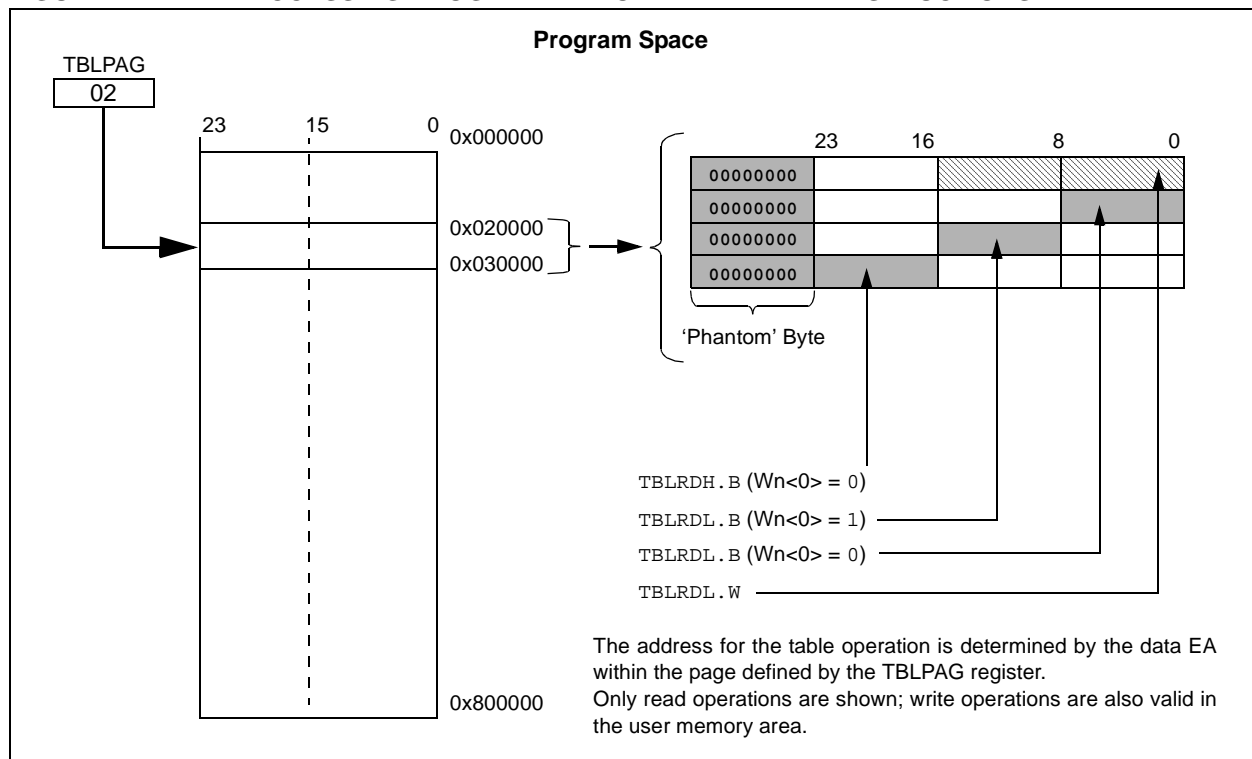 Program Space
TBLPAG
02
23 15 0
0x000000
0x020000
0x030000
0x800000
23 16 8 0
00000000
00000000
00000000
00000000
‘Phantom’ Byte
TBLRDH.B (Wn<0> = 0)
TBLRDL.B (Wn<0> = 1)
TBLRDL.B (Wn<0> = 0)
TBLRDL.W
The address for the table operation is determined by the data EA
within the page defined by the TBLPAG register.
Only read operations are shown; write operations are also valid in
the user memory area.